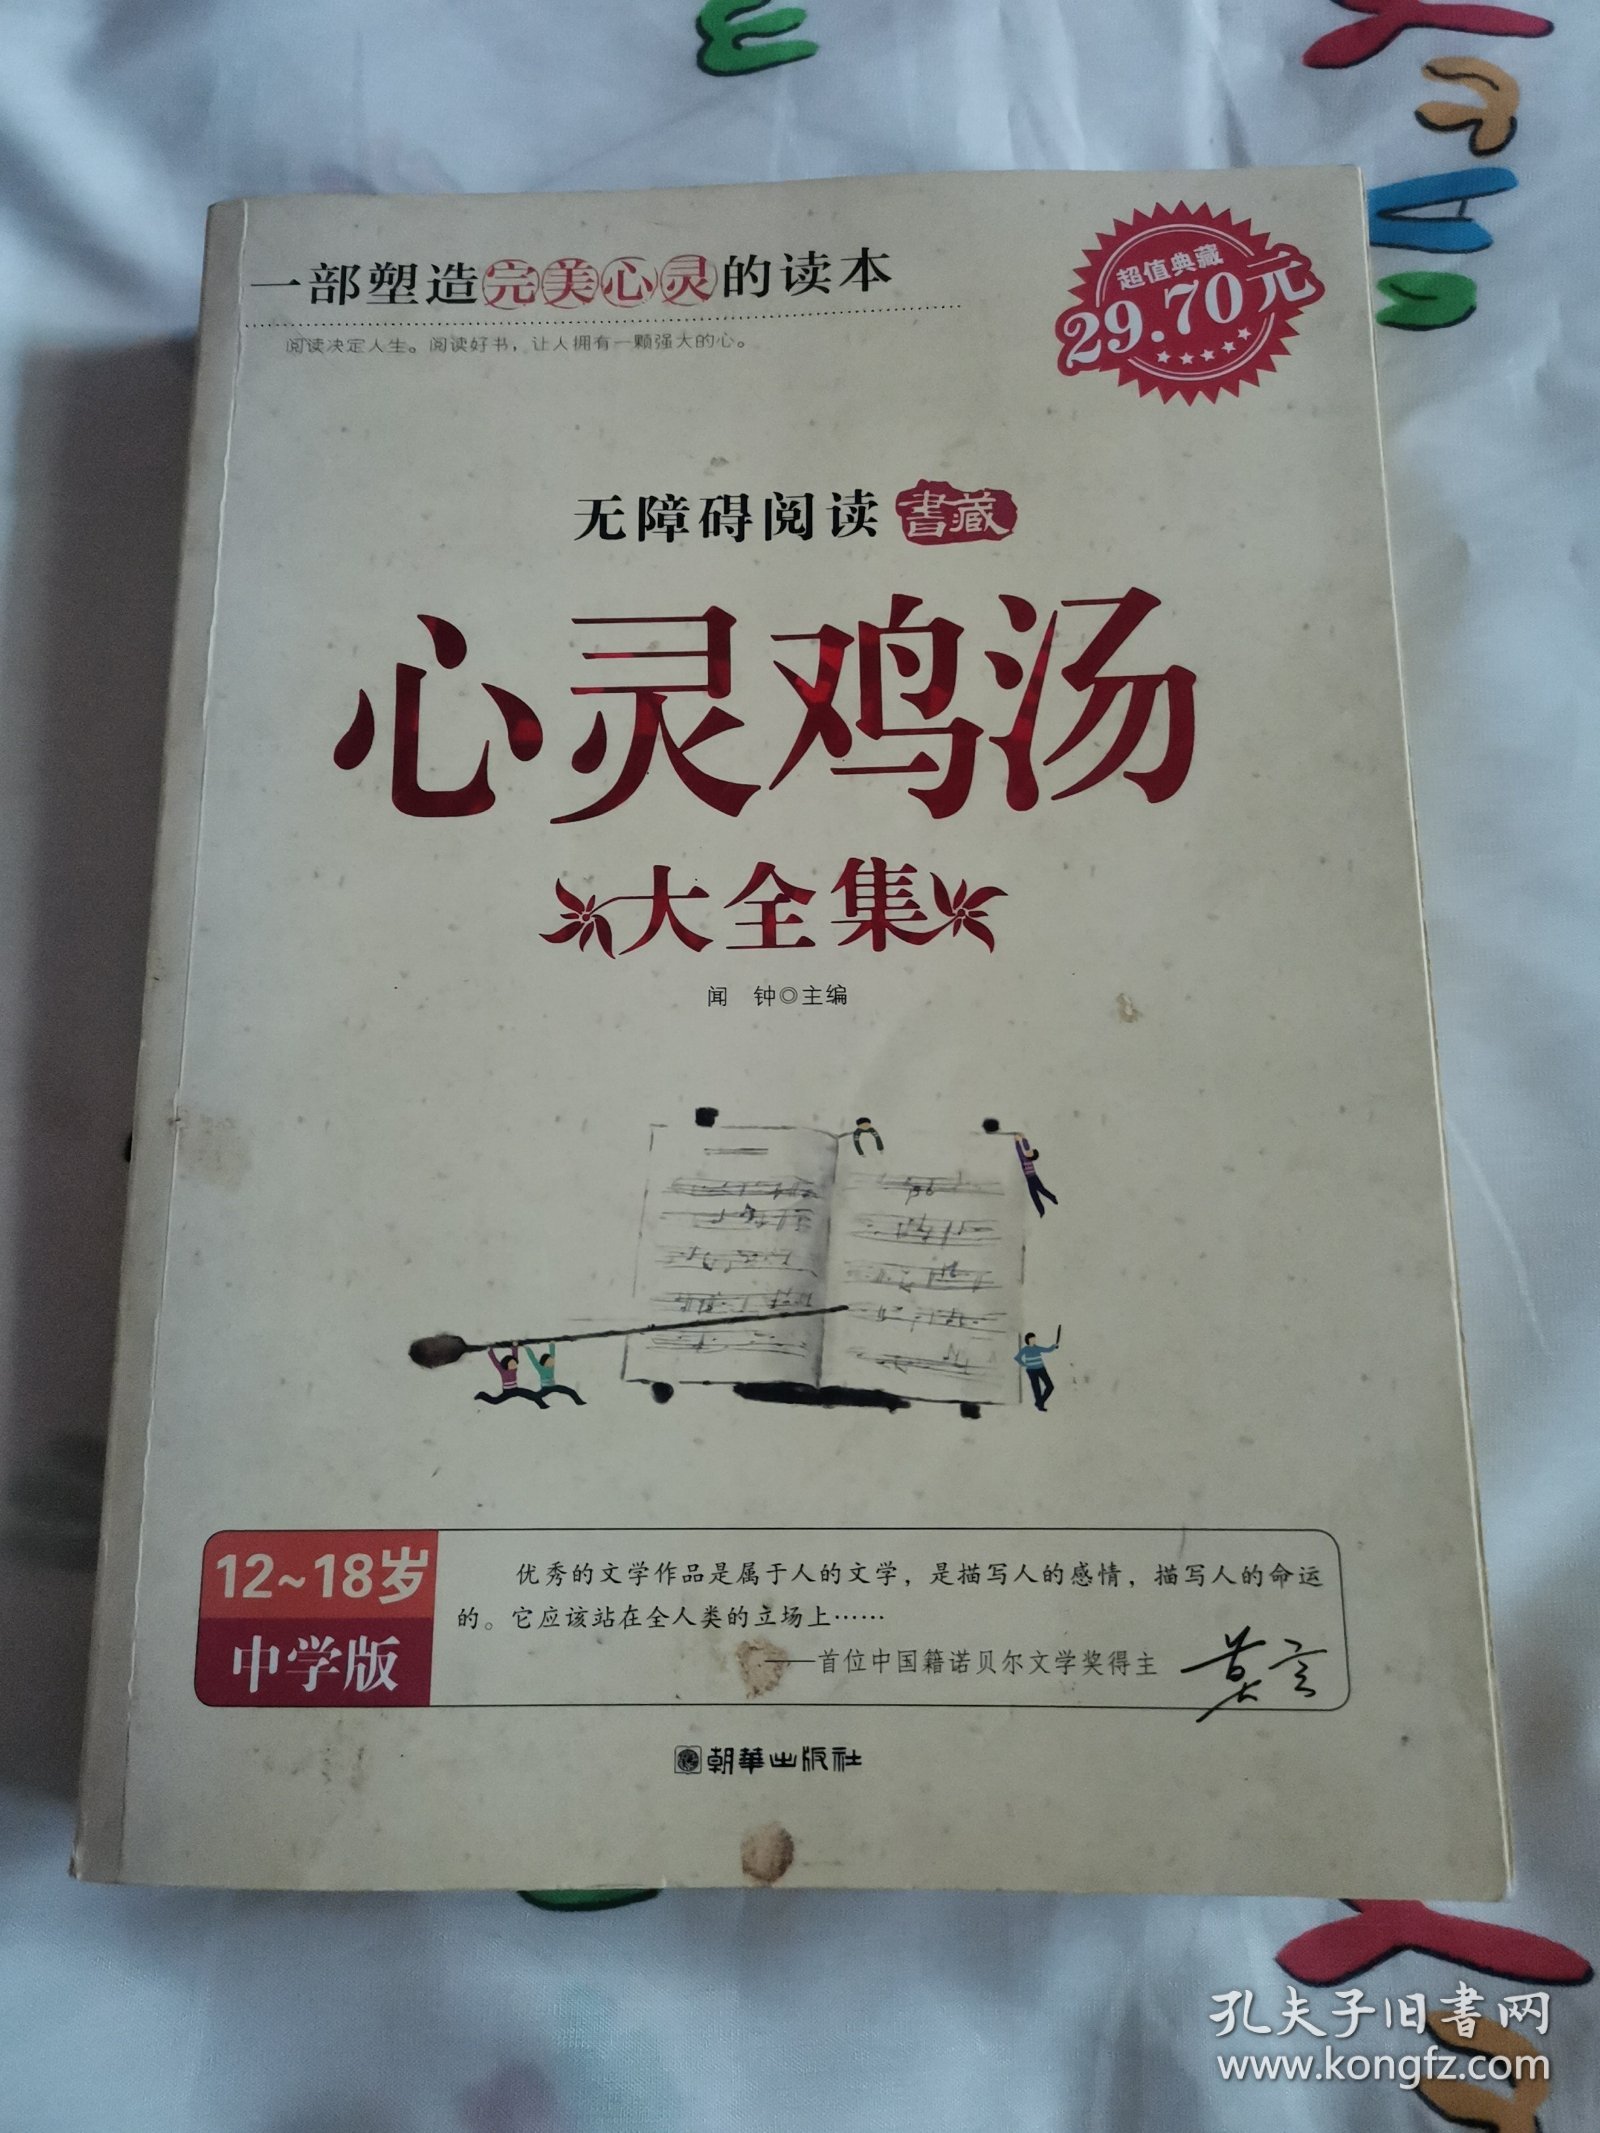 一部塑造完美心灵的读本
阅读决定人生。阅读好书，让人拥有一颗强大的心。
超值典藏
29.70元
无障碍阅读 書藏
心灵鸡汤
大全集
闻 钟◎主编
12~18岁
中学版
优秀的文学作品是属于人的文学，是描写人的感情，描写人的命运
的。它应该站在全人类的立场上……
——首位中国籍诺贝尔文学奖得主 莫言
朝華出版社
孔夫子旧书网
www.kongfz.com